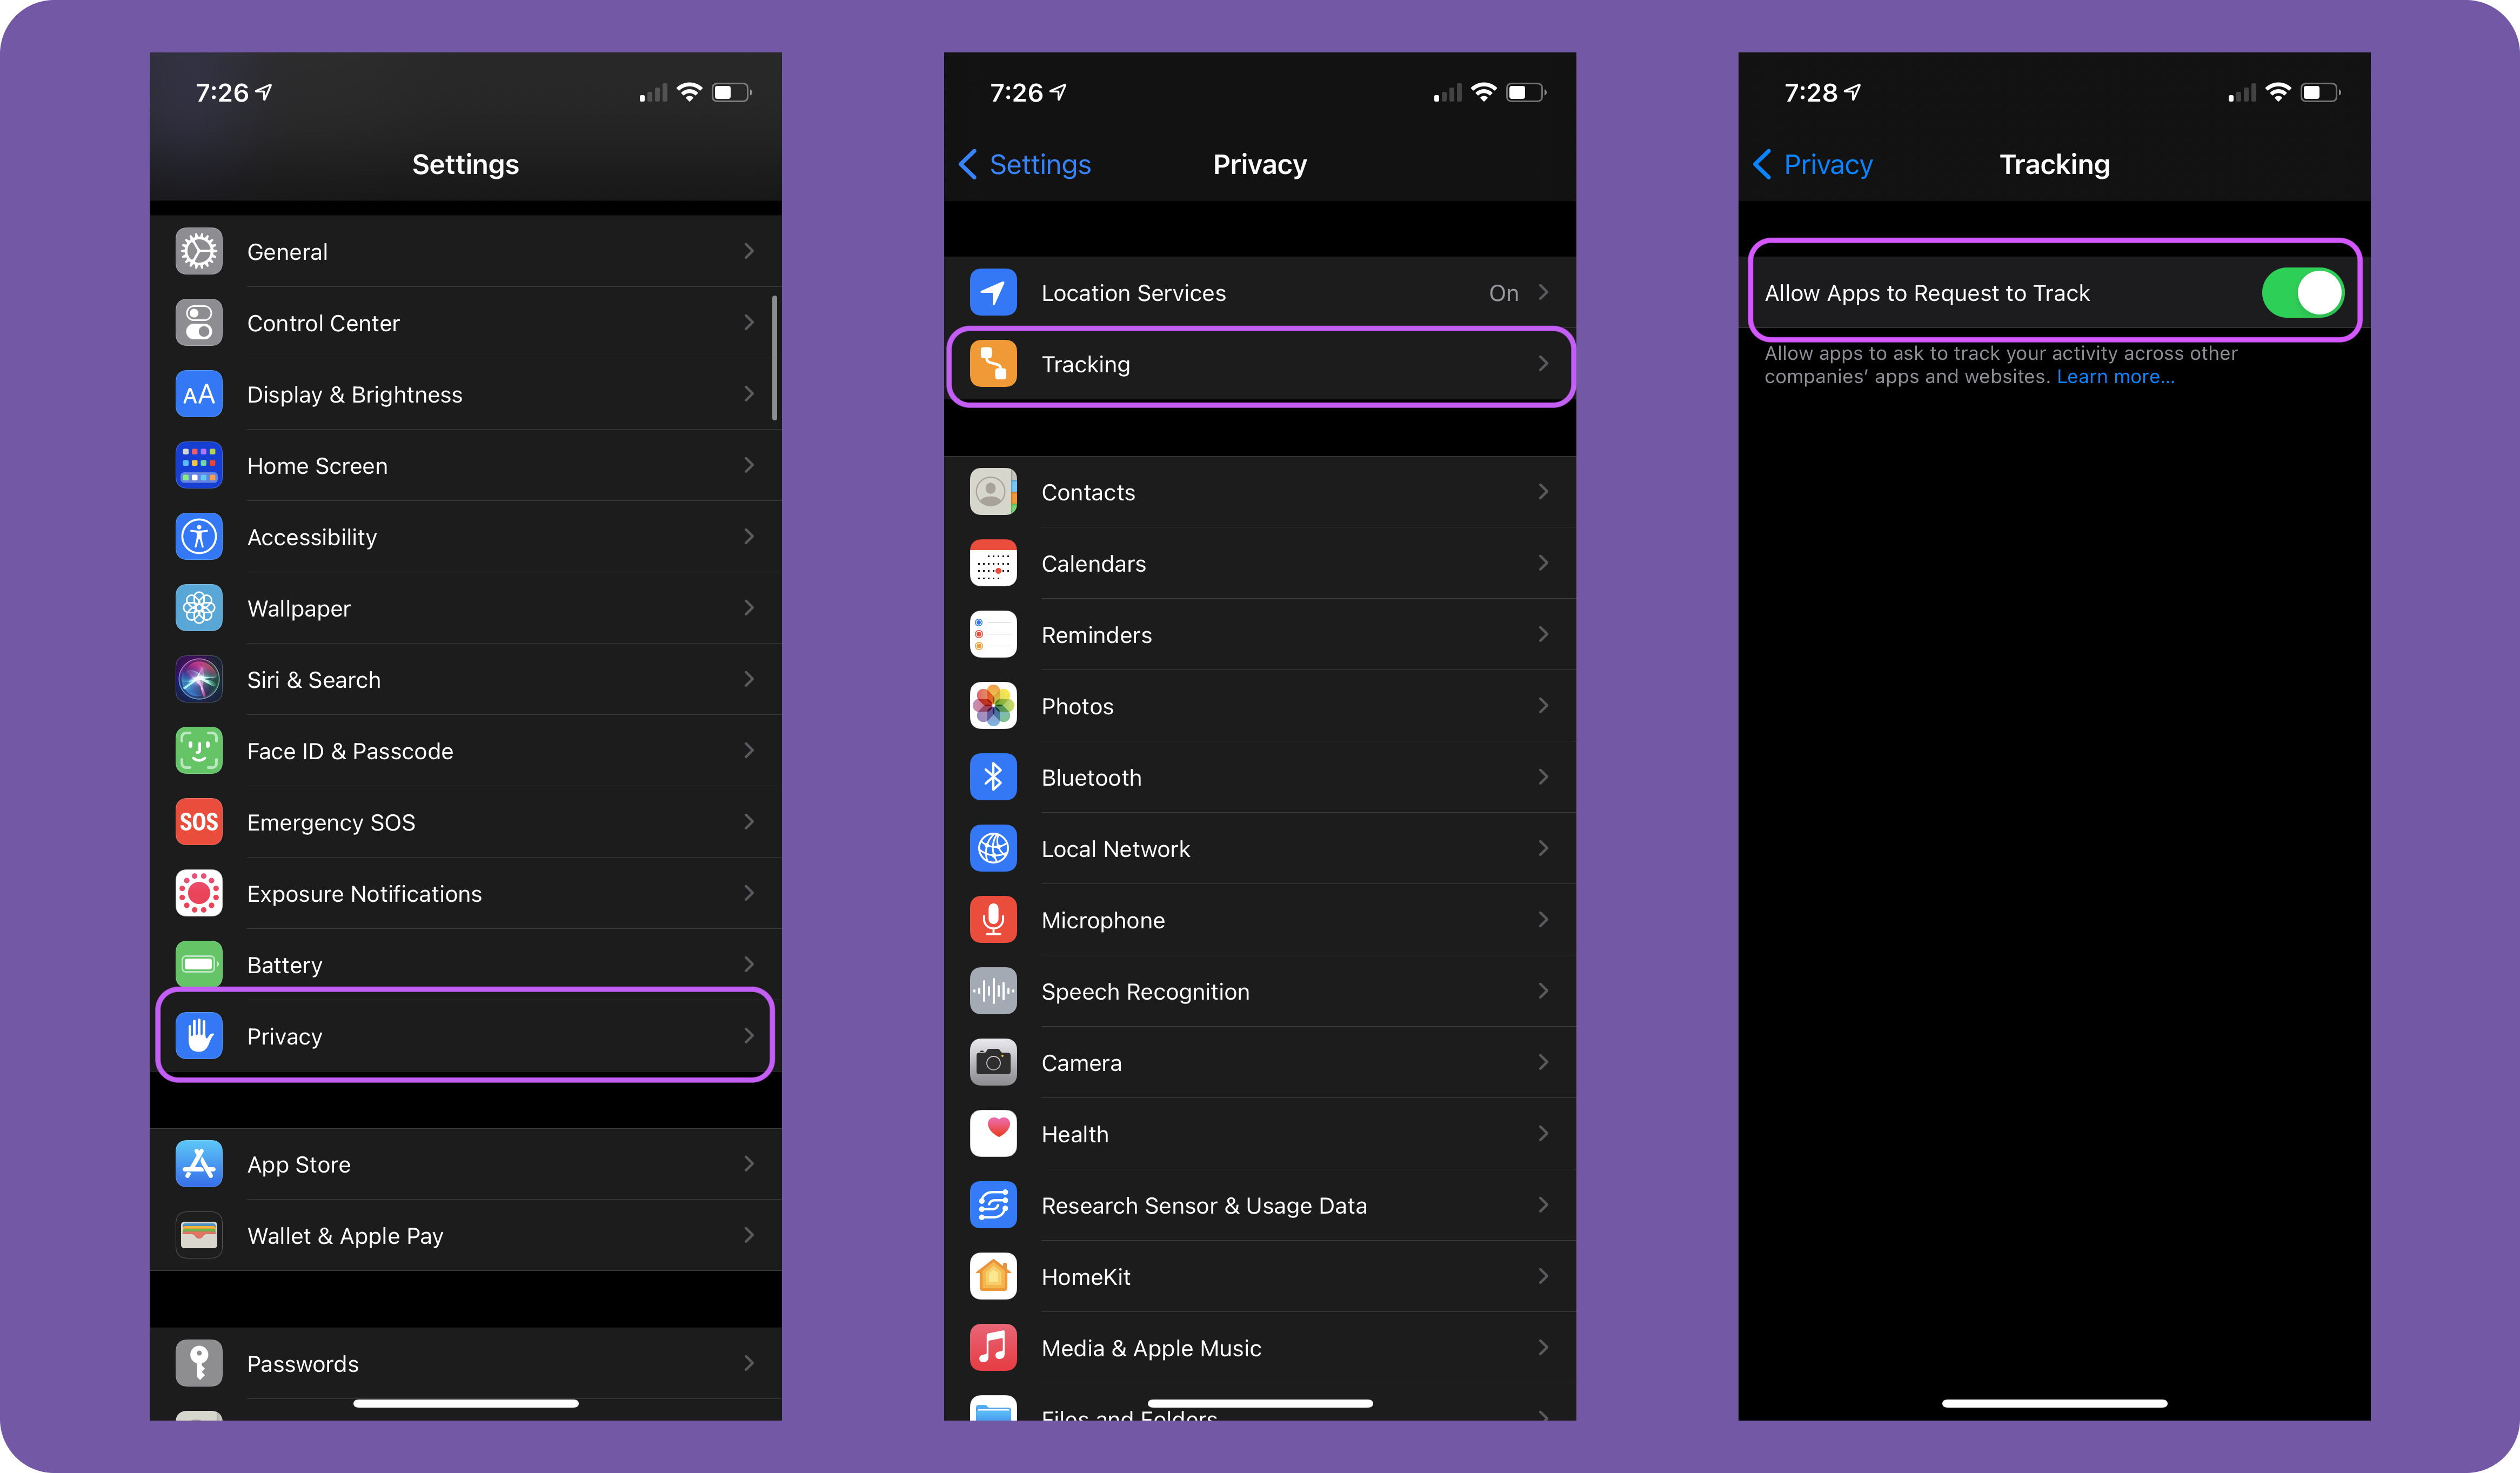 7:26
Settings
General
Control Center
AA
Display & Brightness
Home Screen
Accessibility
Wallpaper
Siri & Search
Face ID & Passcode
SOS
Emergency SOS
Exposure Notifications
Battery
Privacy
App Store
Wallet & Apple Pay
Passwords
7:26
Settings
Privacy
Location Services
On
Tracking
Contacts
Calendars
Reminders
Photos
Bluetooth
Local Network
Microphone
Speech Recognition
Camera
Health
Research Sensor & Usage Data
HomeKit
Media & Apple Music
Files and Folders
7:28
Privacy
Tracking
Allow Apps to Request to Track
Allow apps to ask to track your activity across other
companies’ apps and websites. Learn more...